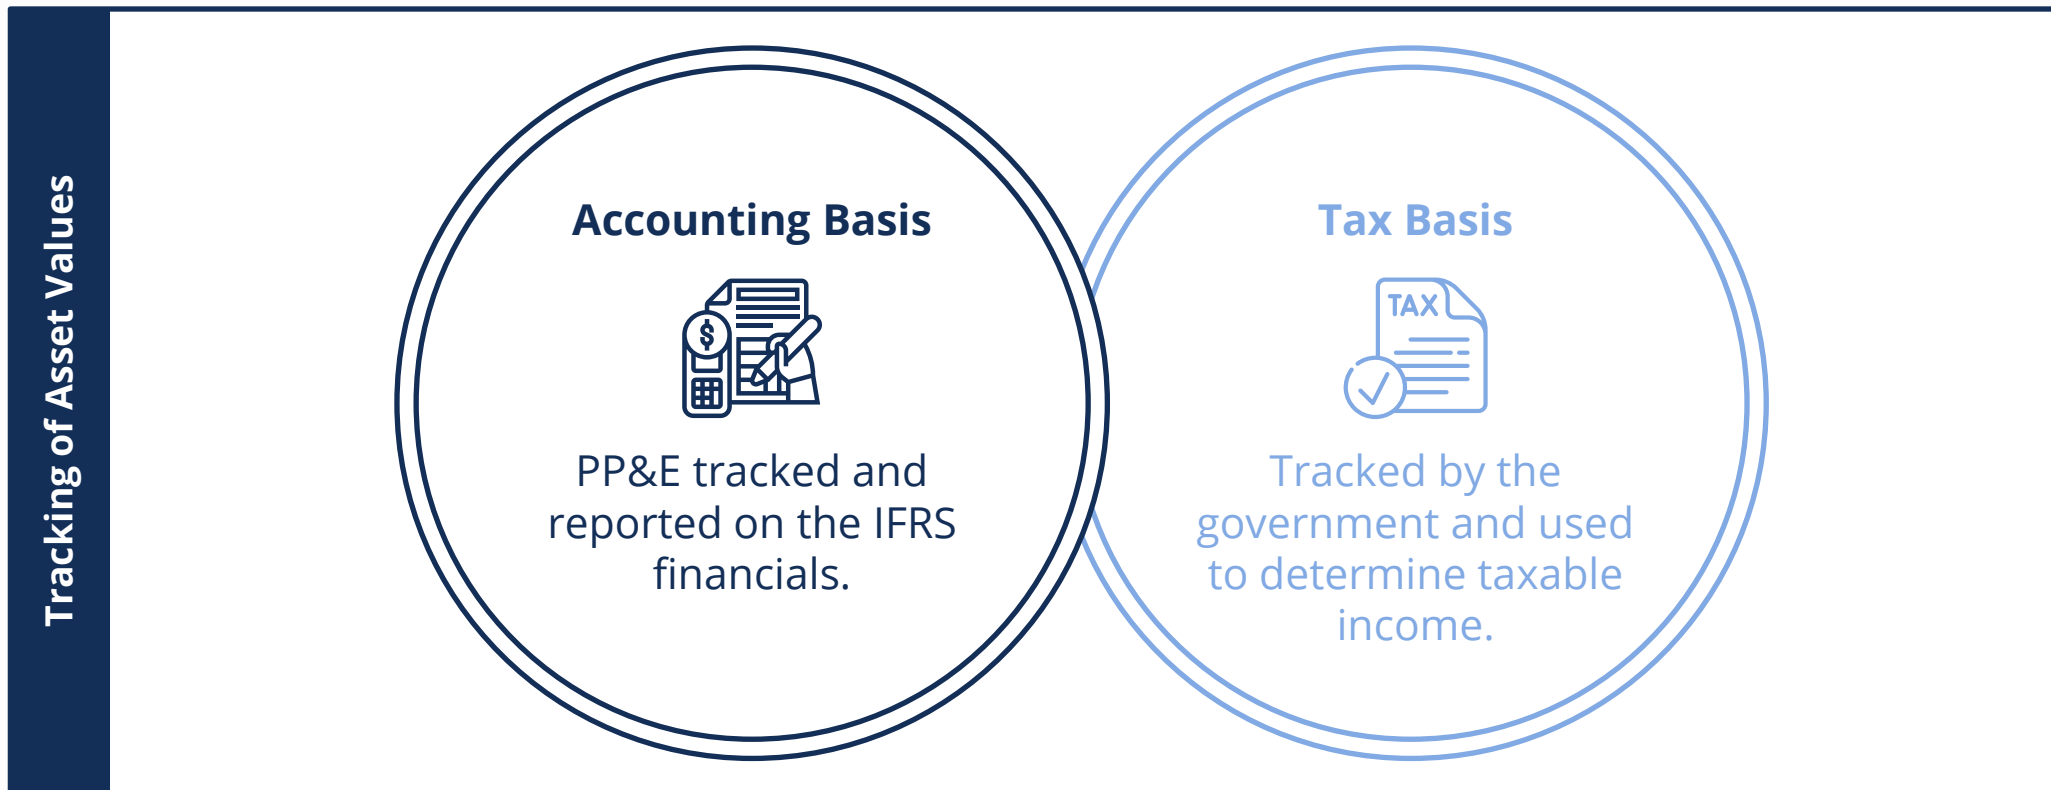 Tracking of Asset Values
Accounting Basis
$
PP&E tracked and
reported on the IFRS
financials.
Tax Basis
TAX
Tracked by the
government and used
to determine taxable
income.